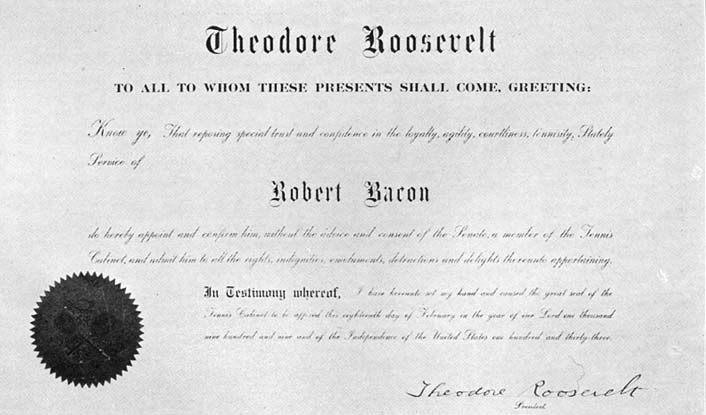 Theodore Roosevelt
TO ALL TO WHOM THESE PRESENTS SHALL COME, GREETING:
Know ye, That reposing special trust and confidence in the loyalty, agility, courtliness, tennisity, Stately
Service of
Robert Bacon
do hereby appoint and confirm him, without the advice and consent of the Senate, a member of the Tennis
Cabinet, and admit him to all the rights, indignities, emoluments, detractions and delights thereunto appertaining.
In Testimony whereof, I have hereunto set my hand and caused the great seal of the
Tennis Cabinet to be affixed this eighteenth day of February in the year of our Lord one thousand
nine hundred and nine and of the Independence of the United States one hundred and thirty-three.
Theodore Roosevelt
President.